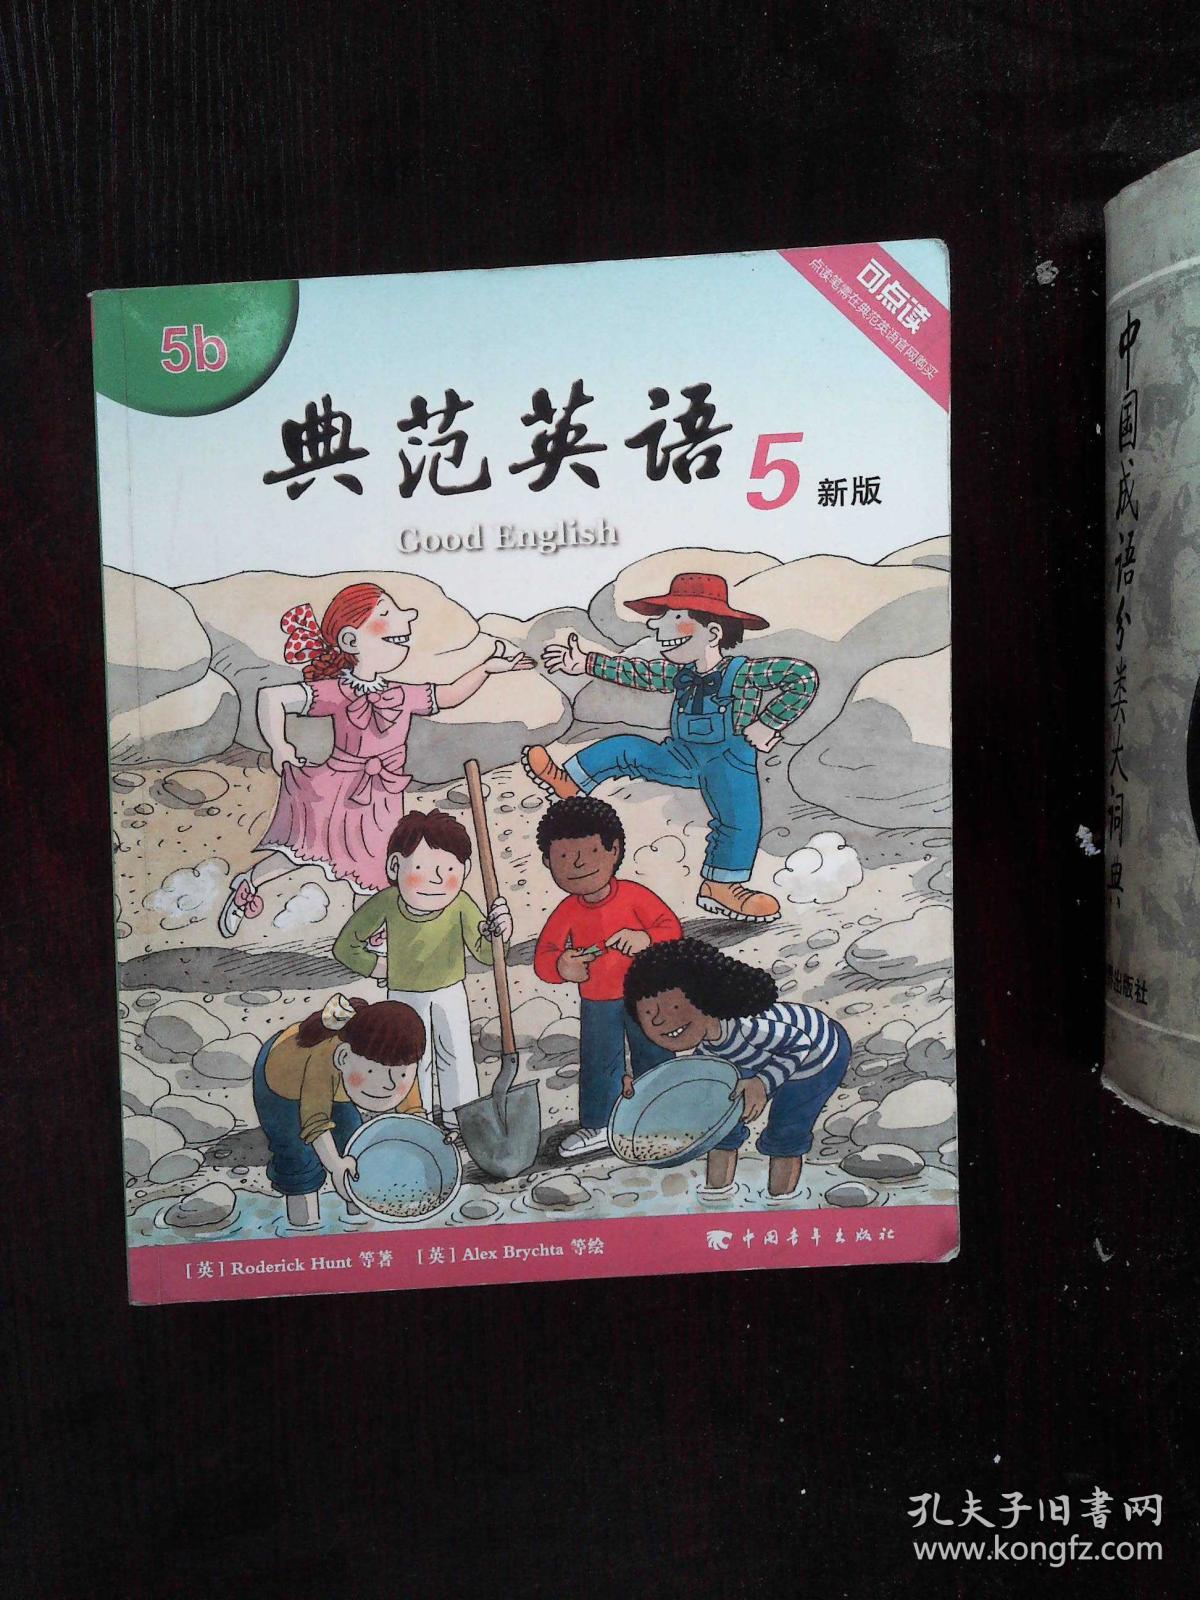 5b
可点读
点读笔需在典范英语官网购买
典范英语 5 新版
Good English
[英] Roderick Hunt 等著 [英] Alex Brychta 等绘
中国青年出版社
中国成语分类大词典
出版社
孔夫子旧书网
www.kongfz.com